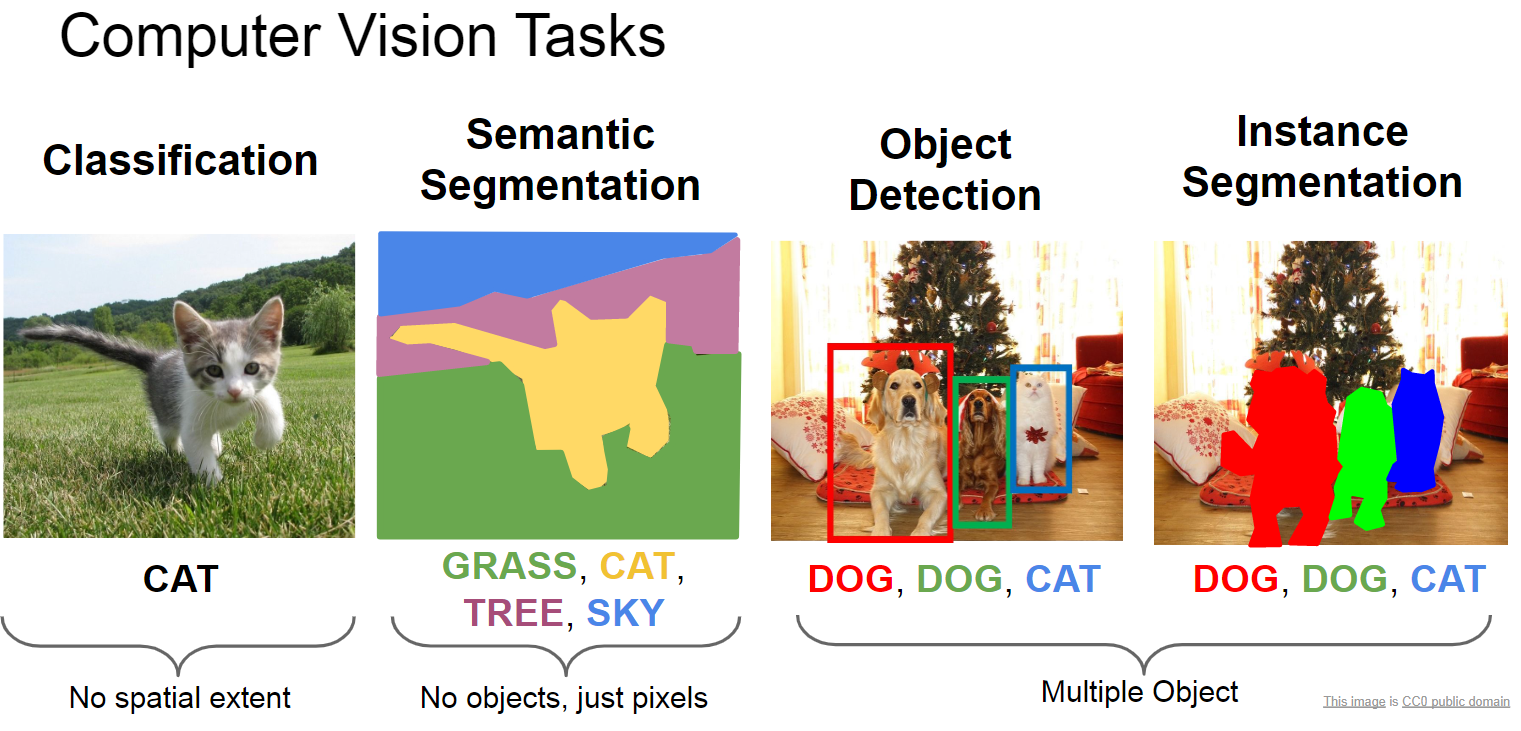 Computer Vision Tasks
Classification
Semantic
Segmentation
Object
Detection
Instance
Segmentation
CAT
GRASS, CAT,
TREE, SKY
DOG, DOG, CAT
DOG, DOG, CAT
No spatial extent
No objects, just pixels
Multiple Object
This image is CC0 public domain